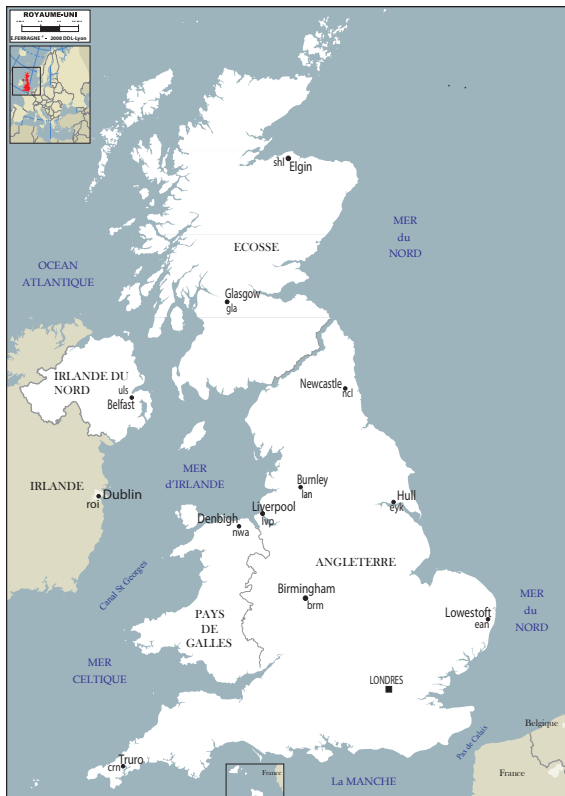 ROYAUME-UNI
E.FERRAGNE - 2008 DDL-Lyon
shl
Elgin
MER
du
NORD
ECOSSE
OCEAN
ATLANTIQUE
Glasgow
gla
IRLANDE DU
NORD
uls
Belfast
Newcastle
ncl
MER
d'IRLANDE
IRLANDE
Dublin
roi
Burnley
lan
Hull
eyk
Liverpool
lvp
Denbigh
nwa
ANGLETERRE
Canal St Georges
Birmingham
brm
PAYS
DE
GALLES
Lowestoft
ean
MER
du
NORD
MER
CELTIQUE
LONDRES
Pas de Calais
Belgique
Truro
crn
France
La MANCHE
France